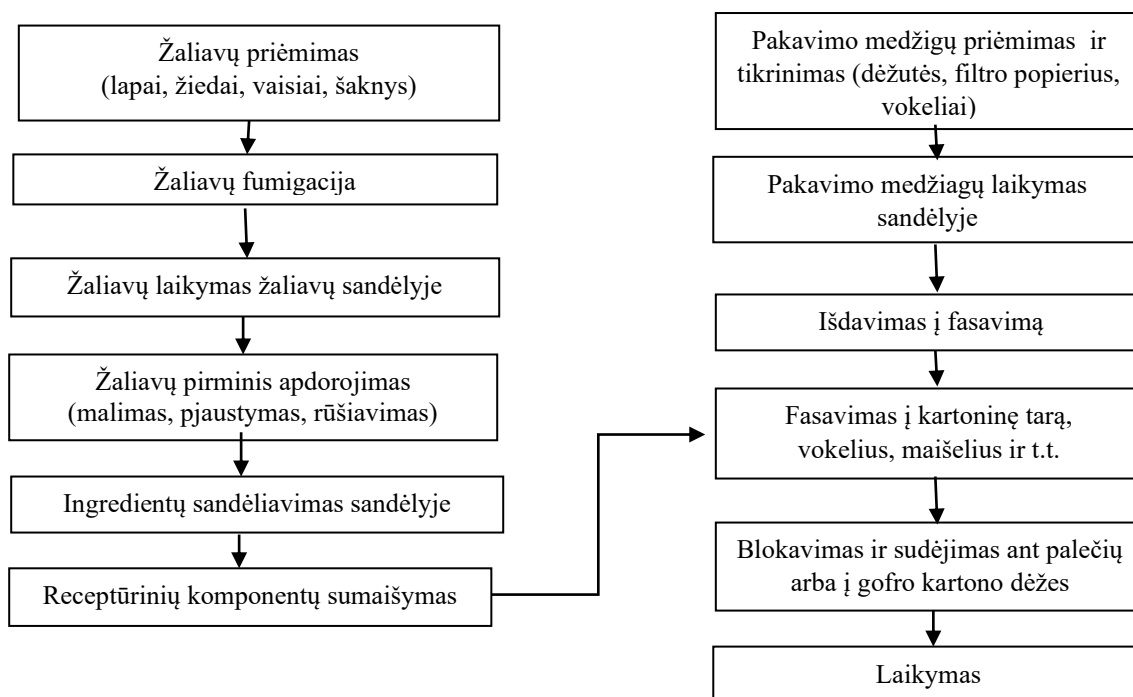 Žaliavų priėmimas
(lapai, žiedai, vaisiai, šaknys)
Žaliavų fumigacija
Žaliavų laikymas žaliavų sandėlyje
Žaliavų pirminis apdorojimas
(malimas, pjaustymas, rūšiavimas)
Ingredientų sandėliavimas sandėlyje
Receptūrinių komponentų sumaišymas
Pakavimo medžigų priėmimas ir
tikrinimas (dėžutės, filtro popierius,
vokeliai)
Pakavimo medžiagų laikymas
sandėlyje
Išdavimas į fasavimą
Fasavimas į kartoninę tarą,
vokelius, maišelius ir t.t.
Blokavimas ir sudėjimas ant palečių
arba į gofro kartono dėžes
Laikymas